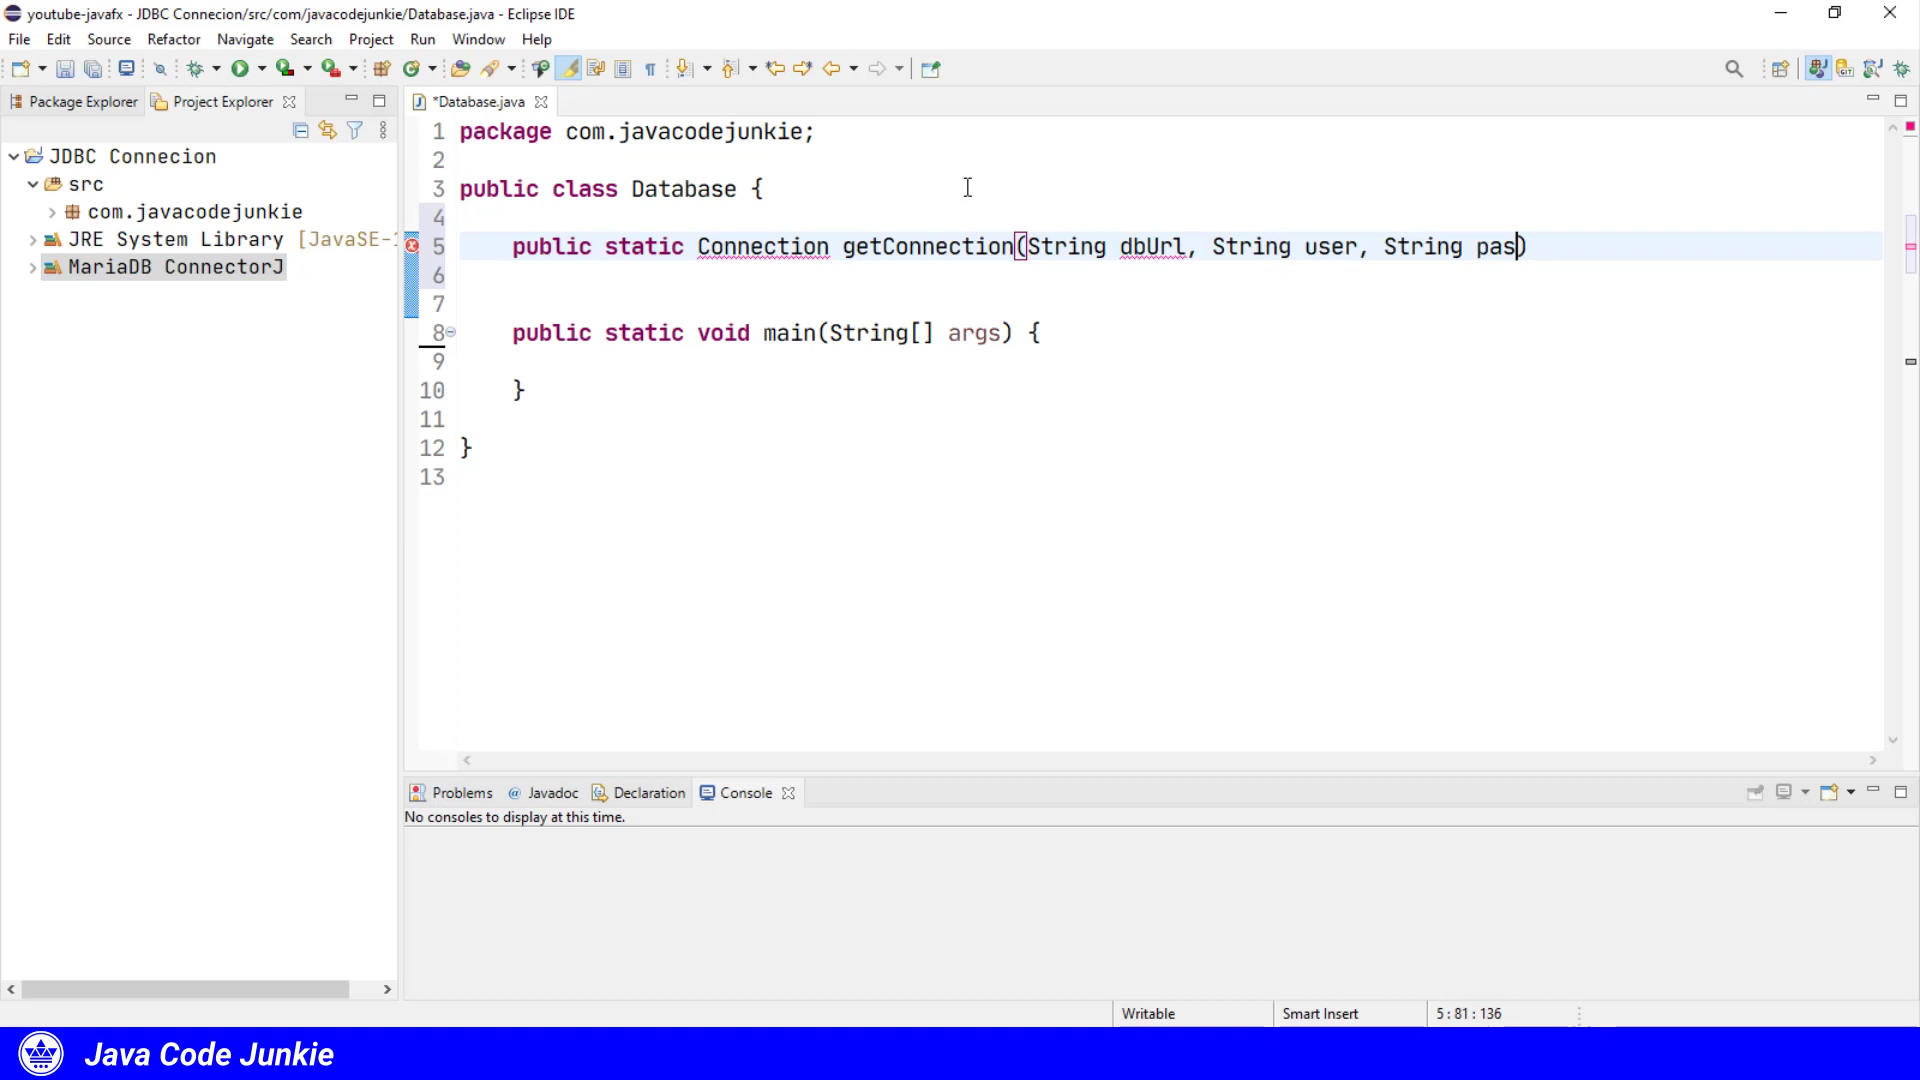 youtube-javafx - JDBC Connecion/src/com/javacodejunkie/Database.java - Eclipse IDE
File Edit Source Refactor Navigate Search Project Run Window Help
Package Explorer Project Explorer
*Database.java
JDBC Connecion
src
com.javacodejunkie
JRE System Library [JavaSE-1
MariaDB ConnectorJ
1 package com.javacodejunkie;
2
3 public class Database {
4
5 public static Connection getConnection(String dbUrl, String user, String pas)
6
7
8 public static void main(String[] args) {
9
10 }
11
12 }
13
Problems @ Javadoc Declaration Console
No consoles to display at this time.
Writable Smart Insert 5 : 81 : 136
Java Code Junkie